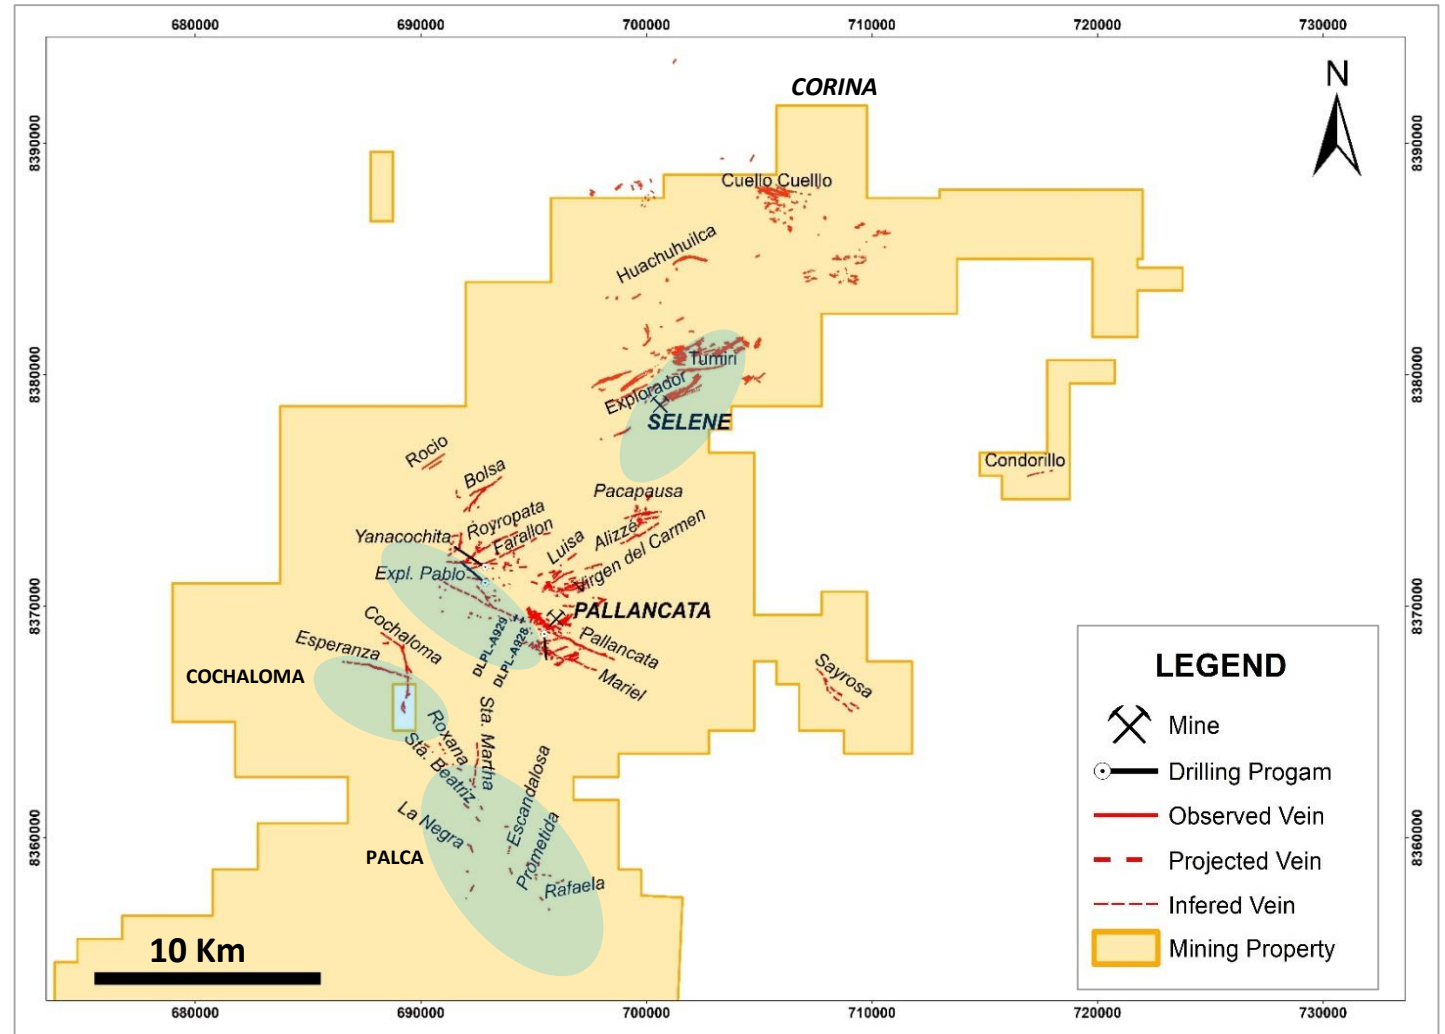 680000
690000
700000
710000
720000
730000
CORINA
N
8390000
8390000
Cuello Cuelllo
Huachuhuilca
8380000
8380000
Tumiri
Explorador
SELENE
Rocio
Bolsa
Condorillo
Pacapausa
Royropata
Yanacochita
Farallon
Alizze
Luisa
Virgen del Carmen
Expl. Pablo
8370000
8370000
PALLANCATA
Cochaloma
Pallancata
Esperanza
DLPL-A929
DLPL-A928
Mariel
COCHALOMA
Sayrosa
LEGEND
Mine
Drilling Progam
Observed Vein
Projected Vein
Infered Vein
Mining Property
Sta. Martha
Roxana
Sta. Beatriz
Escandalosa
La Negra
8360000
8360000
PALCA
Prometida
Rafaela
10 Km
680000
690000
700000
710000
720000
730000